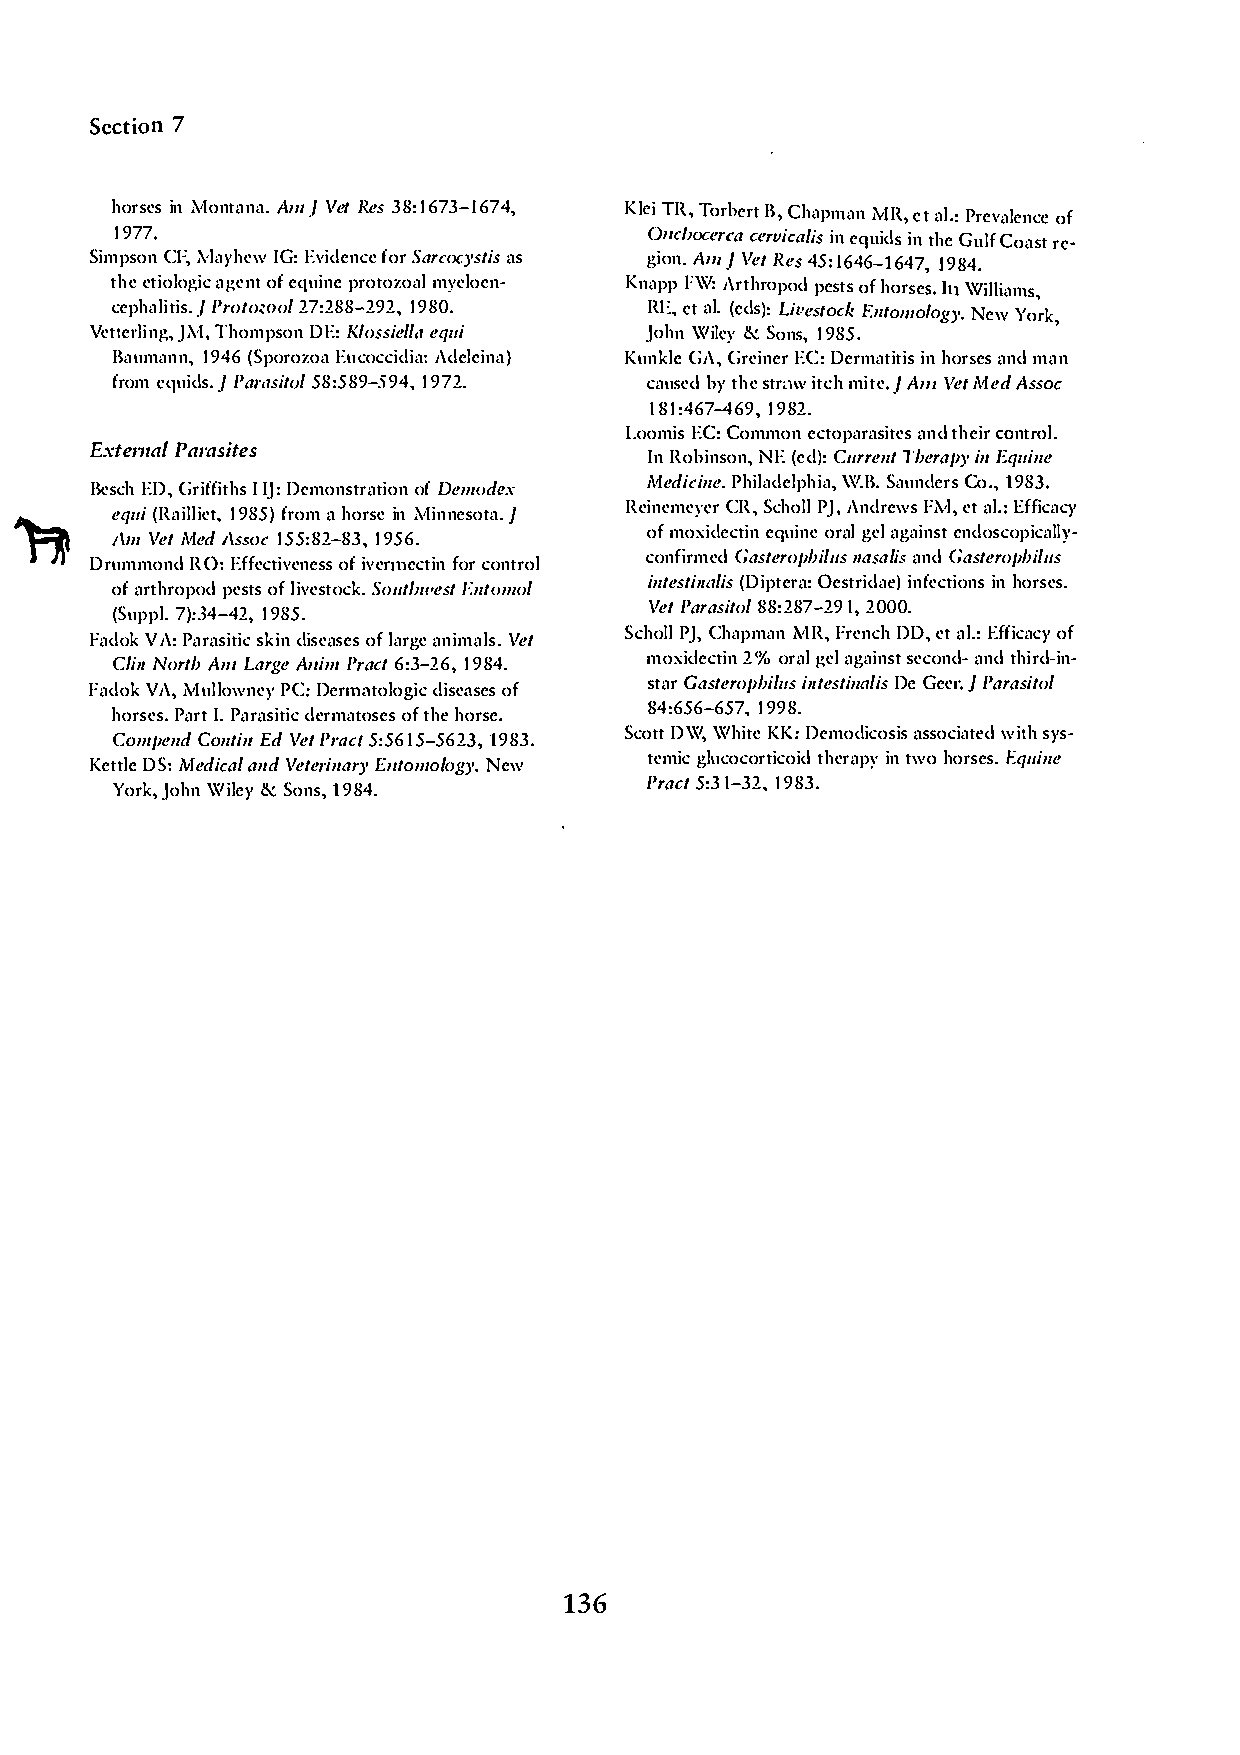 Section 7
horses in Montana. Am J Vet Res 38:1673–1674,
1977.
Simpson CF, Mayhew IG: Evidence for Sarcocystis as
the etiologic agent of equine protozoal myeloen-
cephalitis. J Protozool 27:288–292, 1980.
Vetterling, JM, Thompson DE: Klossiella equi
Baumann, 1946 (Sporozoa Eucoccidia: Adeleina)
from equids. J Parasitol 58:589–594, 1972.
External Parasites
Besch ED, Griffiths HJ: Demonstration of Demodex
equi (Railliet, 1985) from a horse in Minnesota. J
Am Vet Med Assoc 155:82–83, 1956.
Drummond RO: Effectiveness of ivermectin for control
of arthropod pests of livestock. Southwest Entomol
(Suppl. 7):34–42, 1985.
Fadok VA: Parasitic skin diseases of large animals. Vet
Clin North Am Large Anim Pract 6:3–26, 1984.
Fadok VA, Mullowney PC: Dermatologic diseases of
horses. Part I. Parasitic dermatoses of the horse.
Compend Contin Ed Vet Pract 5:5615–5623, 1983.
Kettle DS: Medical and Veterinary Entomology. New
York, John Wiley & Sons, 1984.
Klei TR, Torbert B, Chapman MR, et al.: Prevalence of
Onchocerca cervicalis in equids in the Gulf Coast re-
gion. Am J Vet Res 45:1646–1647, 1984.
Knapp FW: Arthropod pests of horses. In Williams,
RE, et al. (eds): Livestock Entomology. New York,
John Wiley & Sons, 1985.
Kunkle GA, Greiner EC: Dermatitis in horses and man
caused by the straw itch mite. J Am Vet Med Assoc
181:467–469, 1982.
Loomis EC: Common ectoparasites and their control.
In Robinson, NE (ed): Current Therapy in Equine
Medicine. Philadelphia, W.B. Saunders Co., 1983.
Reinemeyer CR, Scholl PJ, Andrews FM, et al.: Efficacy
of moxidectin equine oral gel against endoscopically-
confirmed Gasterophilus nasalis and Gasterophilus
intestinalis (Diptera: Oestridae) infections in horses.
Vet Parasitol 88:287–291, 2000.
Scholl PJ, Chapman MR, French DD, et al.: Efficacy of
moxidectin 2% oral gel against second- and third-in-
star Gasterophilus intestinalis De Geer. J Parasitol
84:656–657, 1998.
Scott DW, White KK: Demodicosis associated with sys-
temic glucocorticoid therapy in two horses. Equine
Pract 5:31–32, 1983.
136